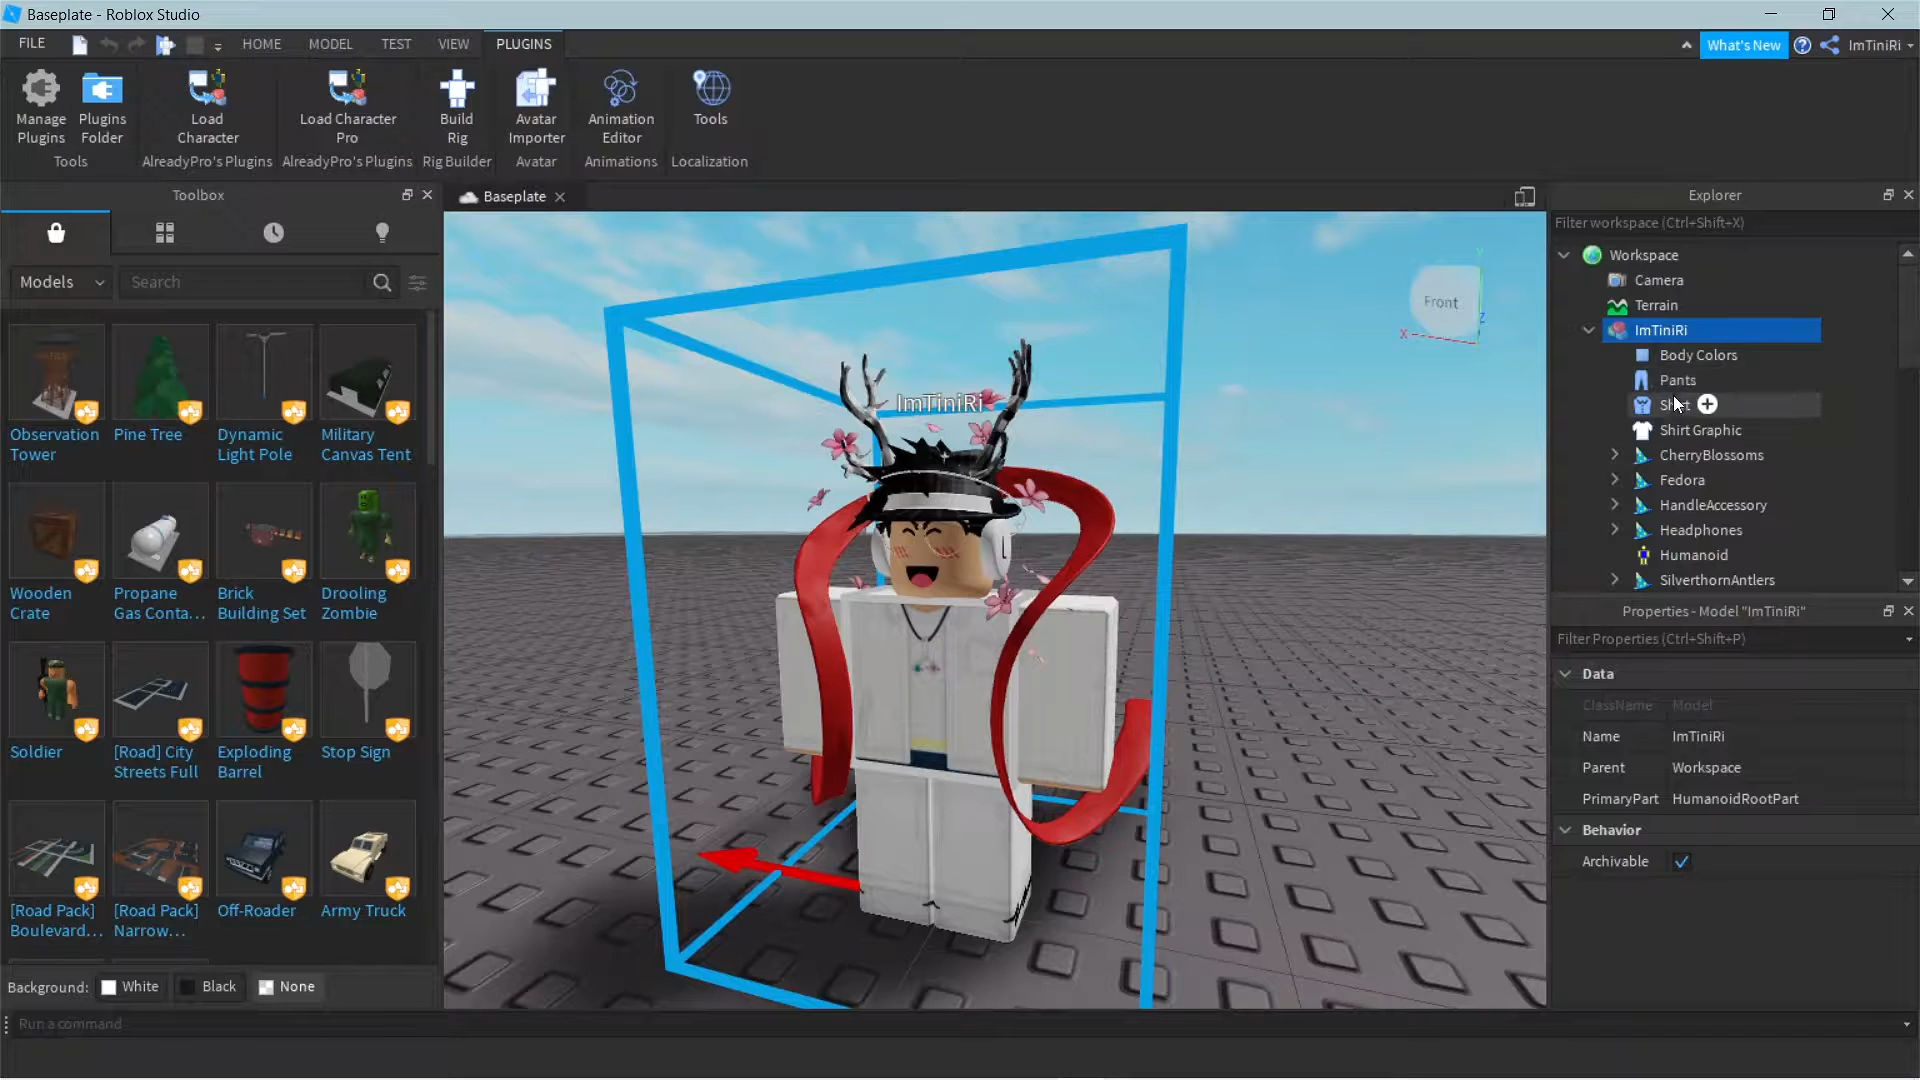 Baseplate - Roblox Studio
FILE
HOME
MODEL
TEST
VIEW
PLUGINS
What's New
ImTiniRi
Manage Plugins
Plugins Folder
Load Character
Load Character Pro
Build Rig
Avatar Importer
Animation Editor
Tools
Tools
AlreadyPro's Plugins
AlreadyPro's Plugins
Rig Builder
Avatar
Animations
Localization
Toolbox
Models
Search
Observation Tower
Pine Tree
Dynamic Light Pole
Military Canvas Tent
Wooden Crate
Propane Gas Conta...
Brick Building Set
Drooling Zombie
Soldier
[Road] City Streets Full
Exploding Barrel
Stop Sign
[Road Pack] Boulevard...
[Road Pack] Narrow...
Off-Roader
Army Truck
Background:
White
Black
None
Run a command
Baseplate
Front
X
Z
ImTiniRi
Explorer
Filter workspace (Ctrl+Shift+X)
Workspace
Camera
Terrain
ImTiniRi
Body Colors
Pants
Shirt Graphic
CherryBlossoms
Fedora
HandleAccessory
Headphones
Humanoid
SilverthornAntlers
Properties - Model "ImTiniRi"
Filter Properties (Ctrl+Shift+P)
Data
ClassName Model
Name ImTiniRi
Parent Workspace
PrimaryPart HumanoidRootPart
Behavior
Archivable